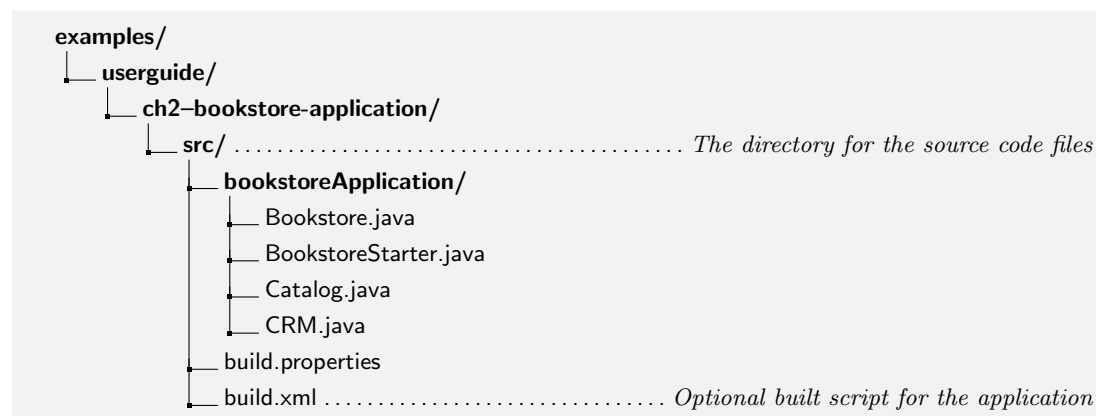 examples/
userguide/
ch2–bookstore-application/
src/ .......................................... The directory for the source code files
bookstoreApplication/
Bookstore.java
BookstoreStarter.java
Catalog.java
CRM.java
build.properties
build.xml ................................ Optional built script for the application